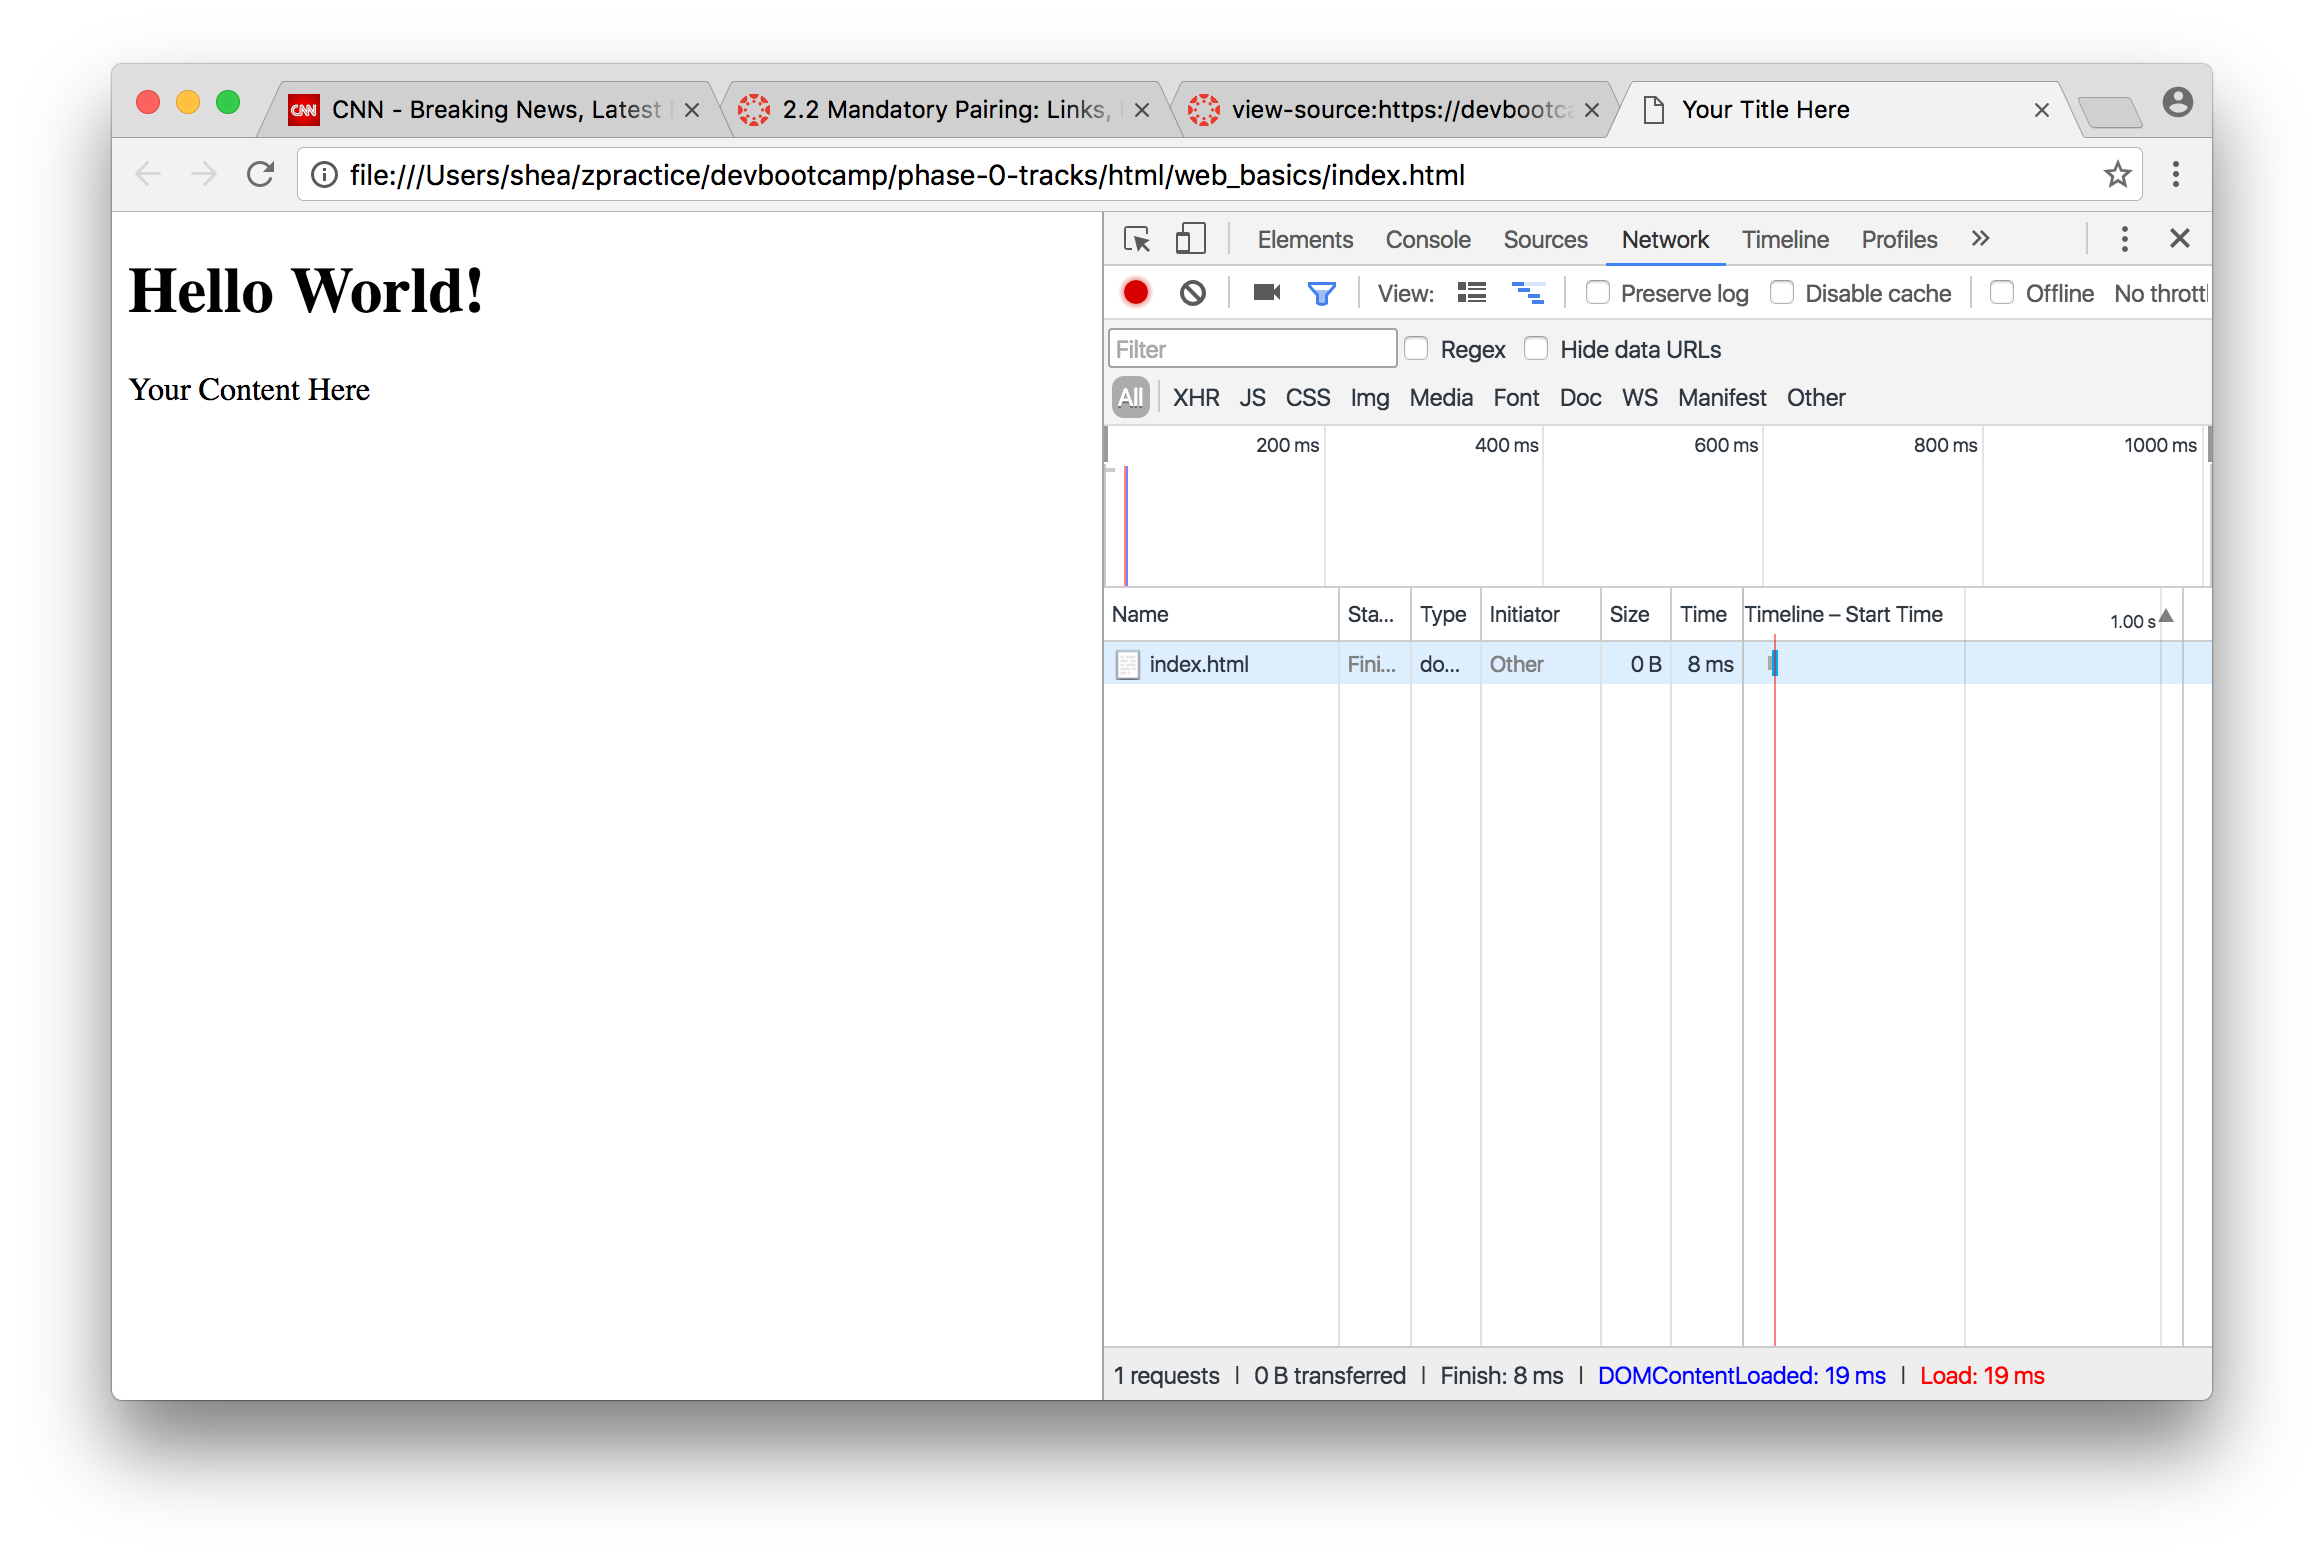 CNN CNN - Breaking News, Latest
2.2 Mandatory Pairing: Links,
view-source:https://devbootca
Your Title Here
file:///Users/shea/zpractice/devbootcamp/phase-0-tracks/html/web_basics/index.html
Hello World!
Your Content Here
Elements Console Sources Network Timeline Profiles »
View: Preserve log Disable cache Offline No thrott
Filter Regex Hide data URLs
All XHR JS CSS Img Media Font Doc WS Manifest Other
200 ms 400 ms 600 ms 800 ms 1000 ms
Name Sta... Type Initiator Size Time Timeline – Start Time 1.00 s
index.html Fini... do... Other 0 B 8 ms
1 requests | 0 B transferred | Finish: 8 ms | DOMContentLoaded: 19 ms | Load: 19 ms